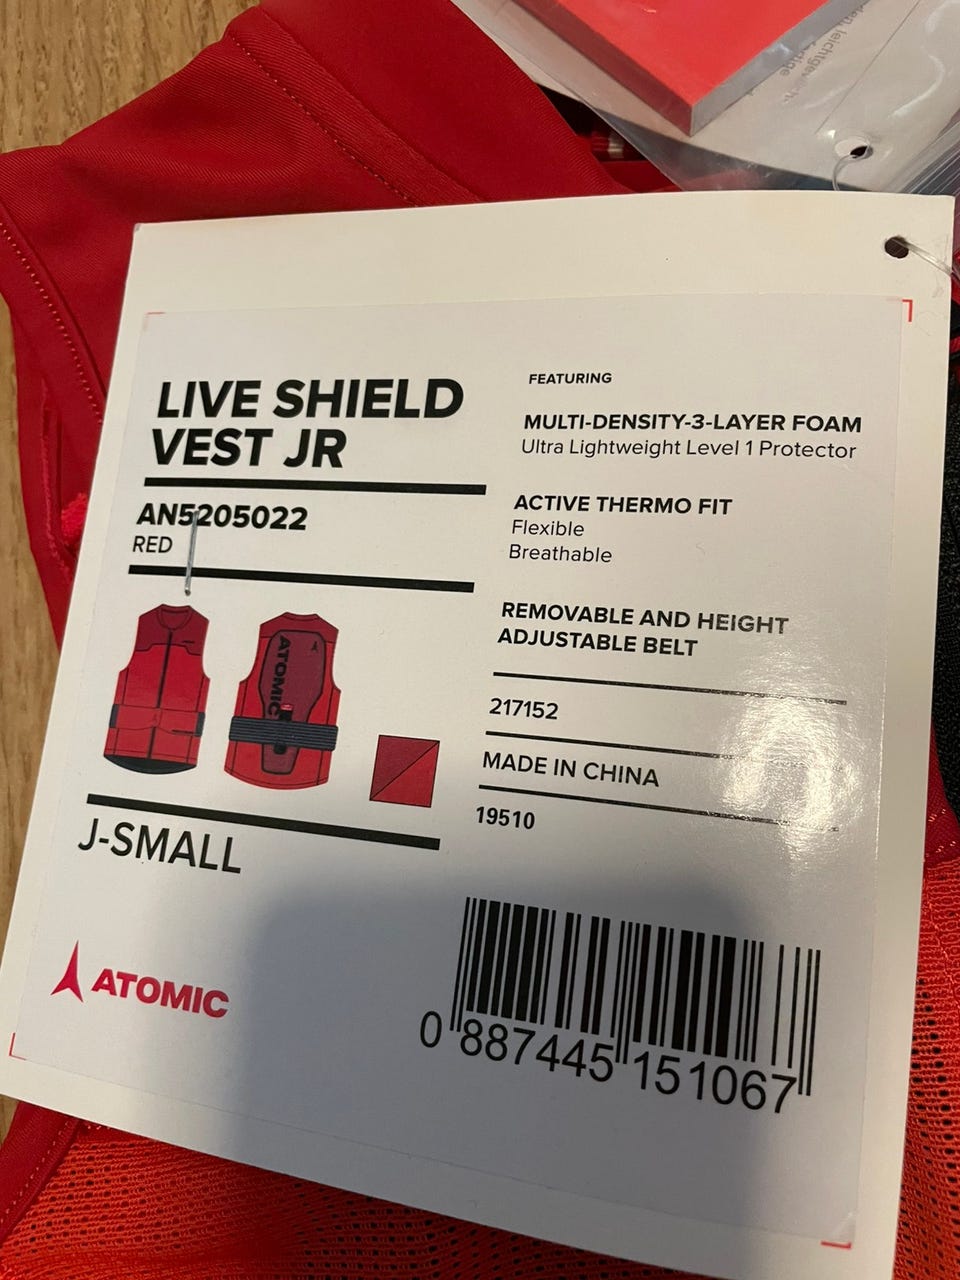 LIVE SHIELD
VEST JR
AN5205022
RED
ATOMIC
J-SMALL
ATOMIC
FEATURING
MULTI-DENSITY-3-LAYER FOAM
Ultra Lightweight Level 1 Protector
ACTIVE THERMO FIT
Flexible
Breathable
REMOVABLE AND HEIGHT
ADJUSTABLE BELT
217152
MADE IN CHINA
19510
0 887445 151067